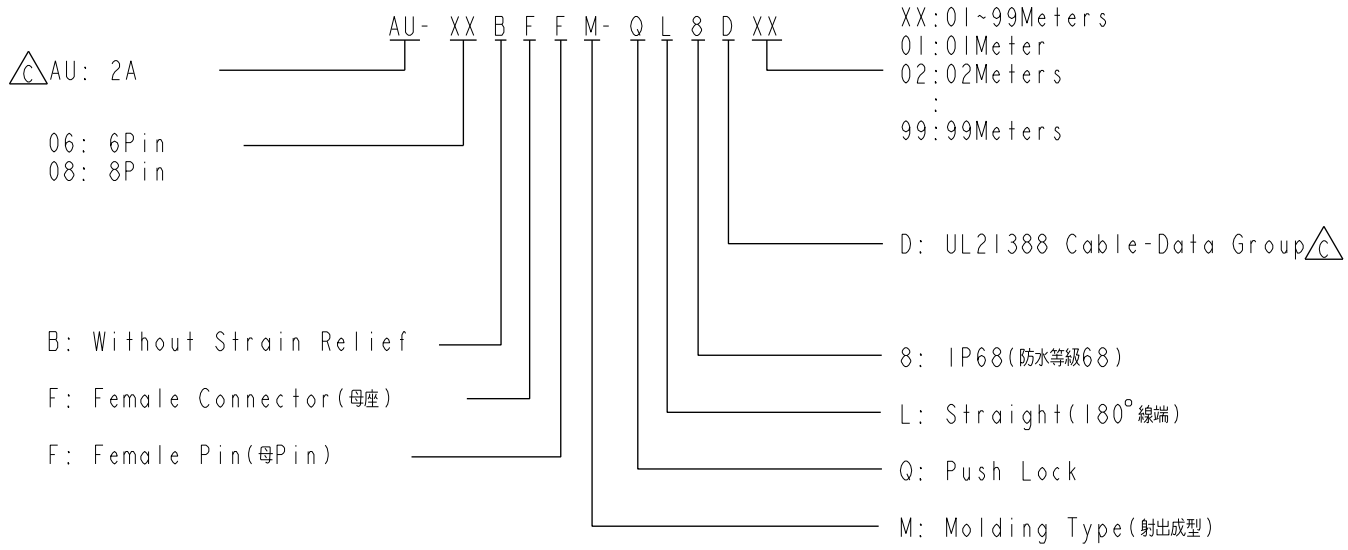 AU- XX B F F M- Q L 8 D XX
C AU: 2A
06: 6Pin
08: 8Pin
B: Without Strain Relief
F: Female Connector(母座)
F: Female Pin(母Pin)
XX:01~99Meters
01:01Meter
02:02Meters
:
99:99Meters
D: UL21388 Cable-Data Group C
8: IP68(防水等級68)
L: Straight(180° 線端)
Q: Push Lock
M: Molding Type(射出成型)